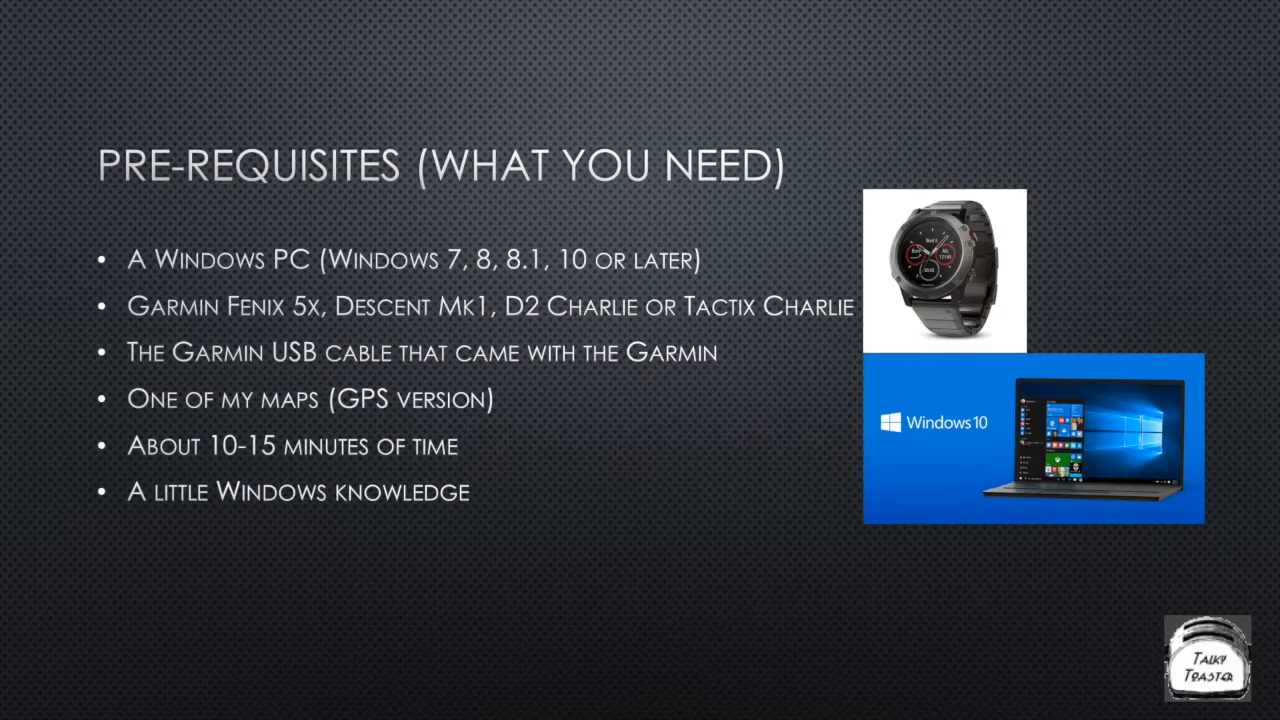 PRE-REQUISITES (WHAT YOU NEED)
• A WINDOWS PC (WINDOWS 7, 8, 8.1, 10 OR LATER)
• GARMIN FENIX 5X, DESCENT MK1, D2 CHARLIE OR TACTIX CHARLIE
• THE GARMIN USB CABLE THAT CAME WITH THE GARMIN
• ONE OF MY MAPS (GPS VERSION)
• ABOUT 10-15 MINUTES OF TIME
• A LITTLE WINDOWS KNOWLEDGE
Windows 10
TALKY
TOASTER